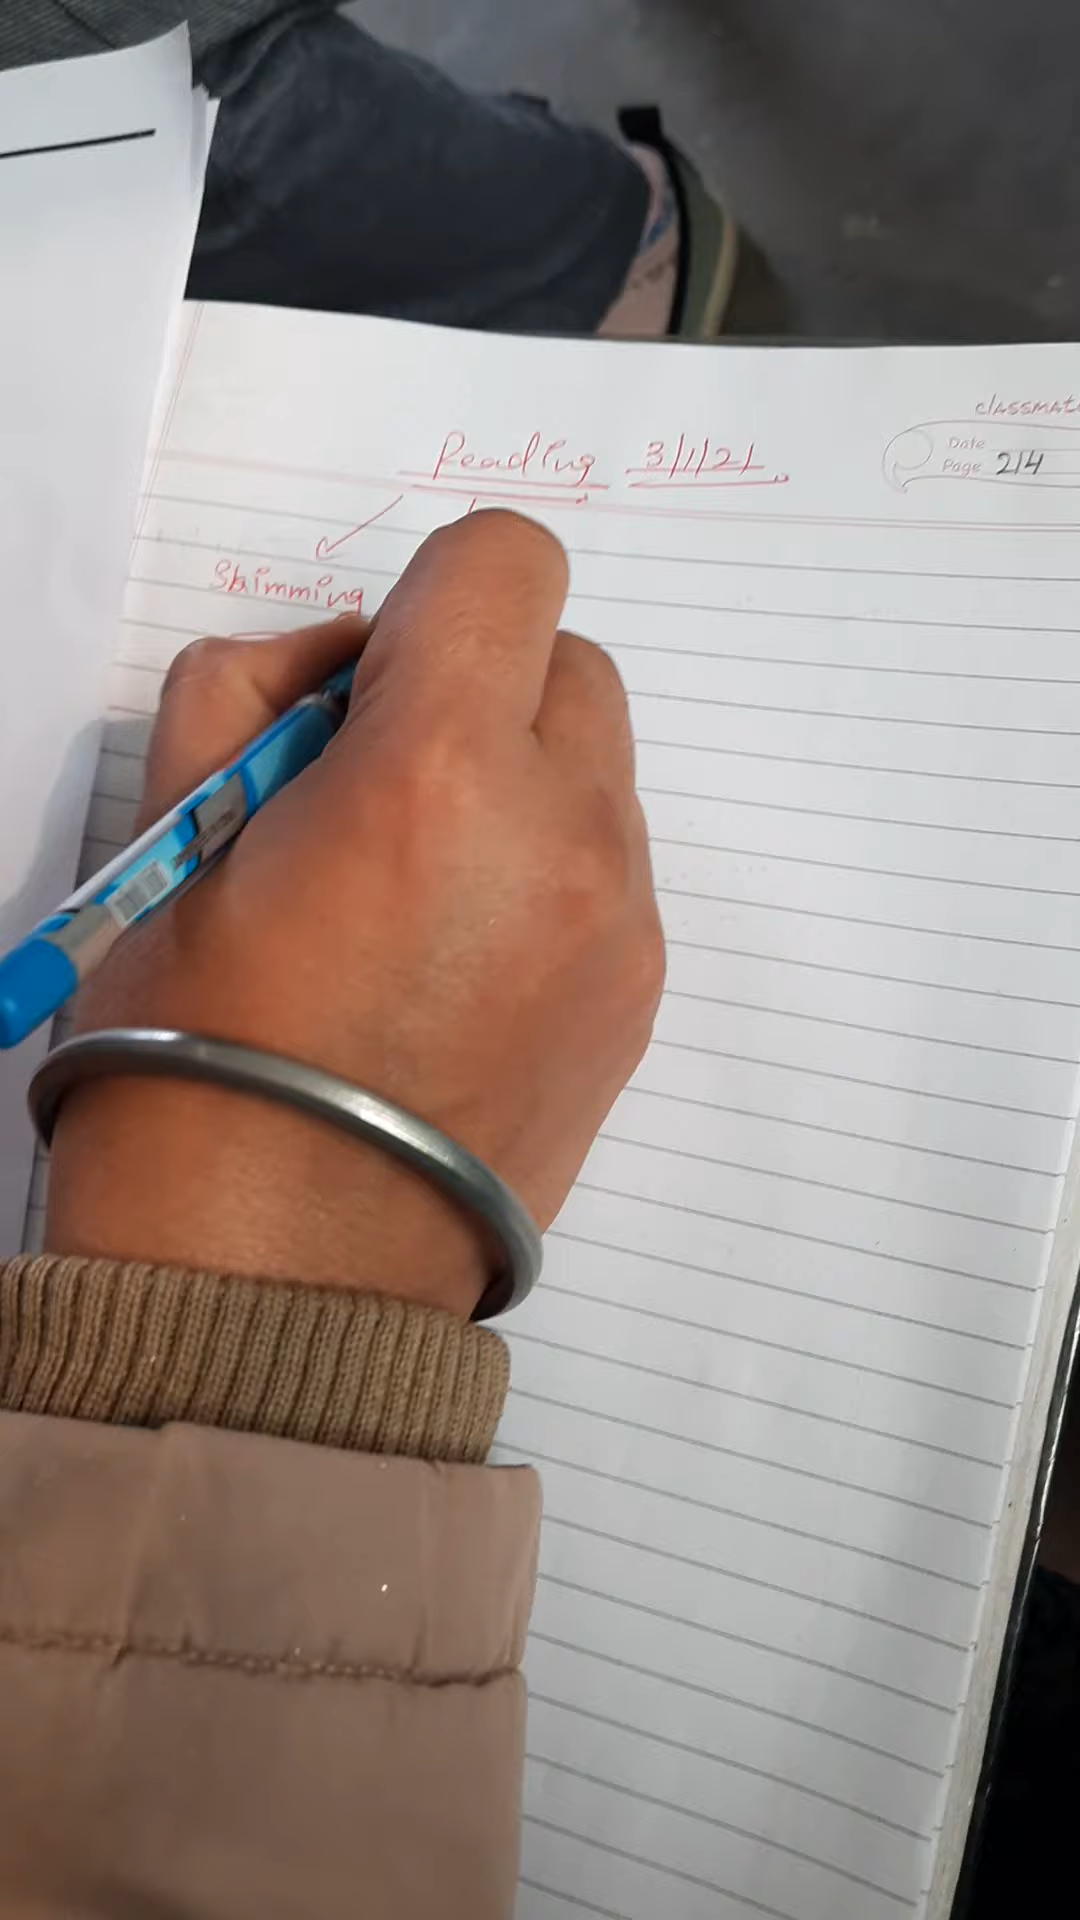 classmate
Date
Page 214
Reading 3/1/21
Skimming